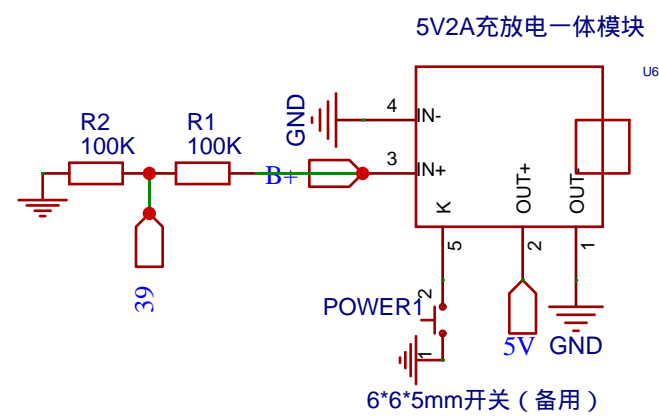 5V2A充放电一体模块
U6
R2
100K
R1
100K
GND
4
IN-
B+
3
IN+
K
OUT+
OUT-
5
2
1
39
POWER1
2
1
5V
GND
6*6*5mm开关（备用）